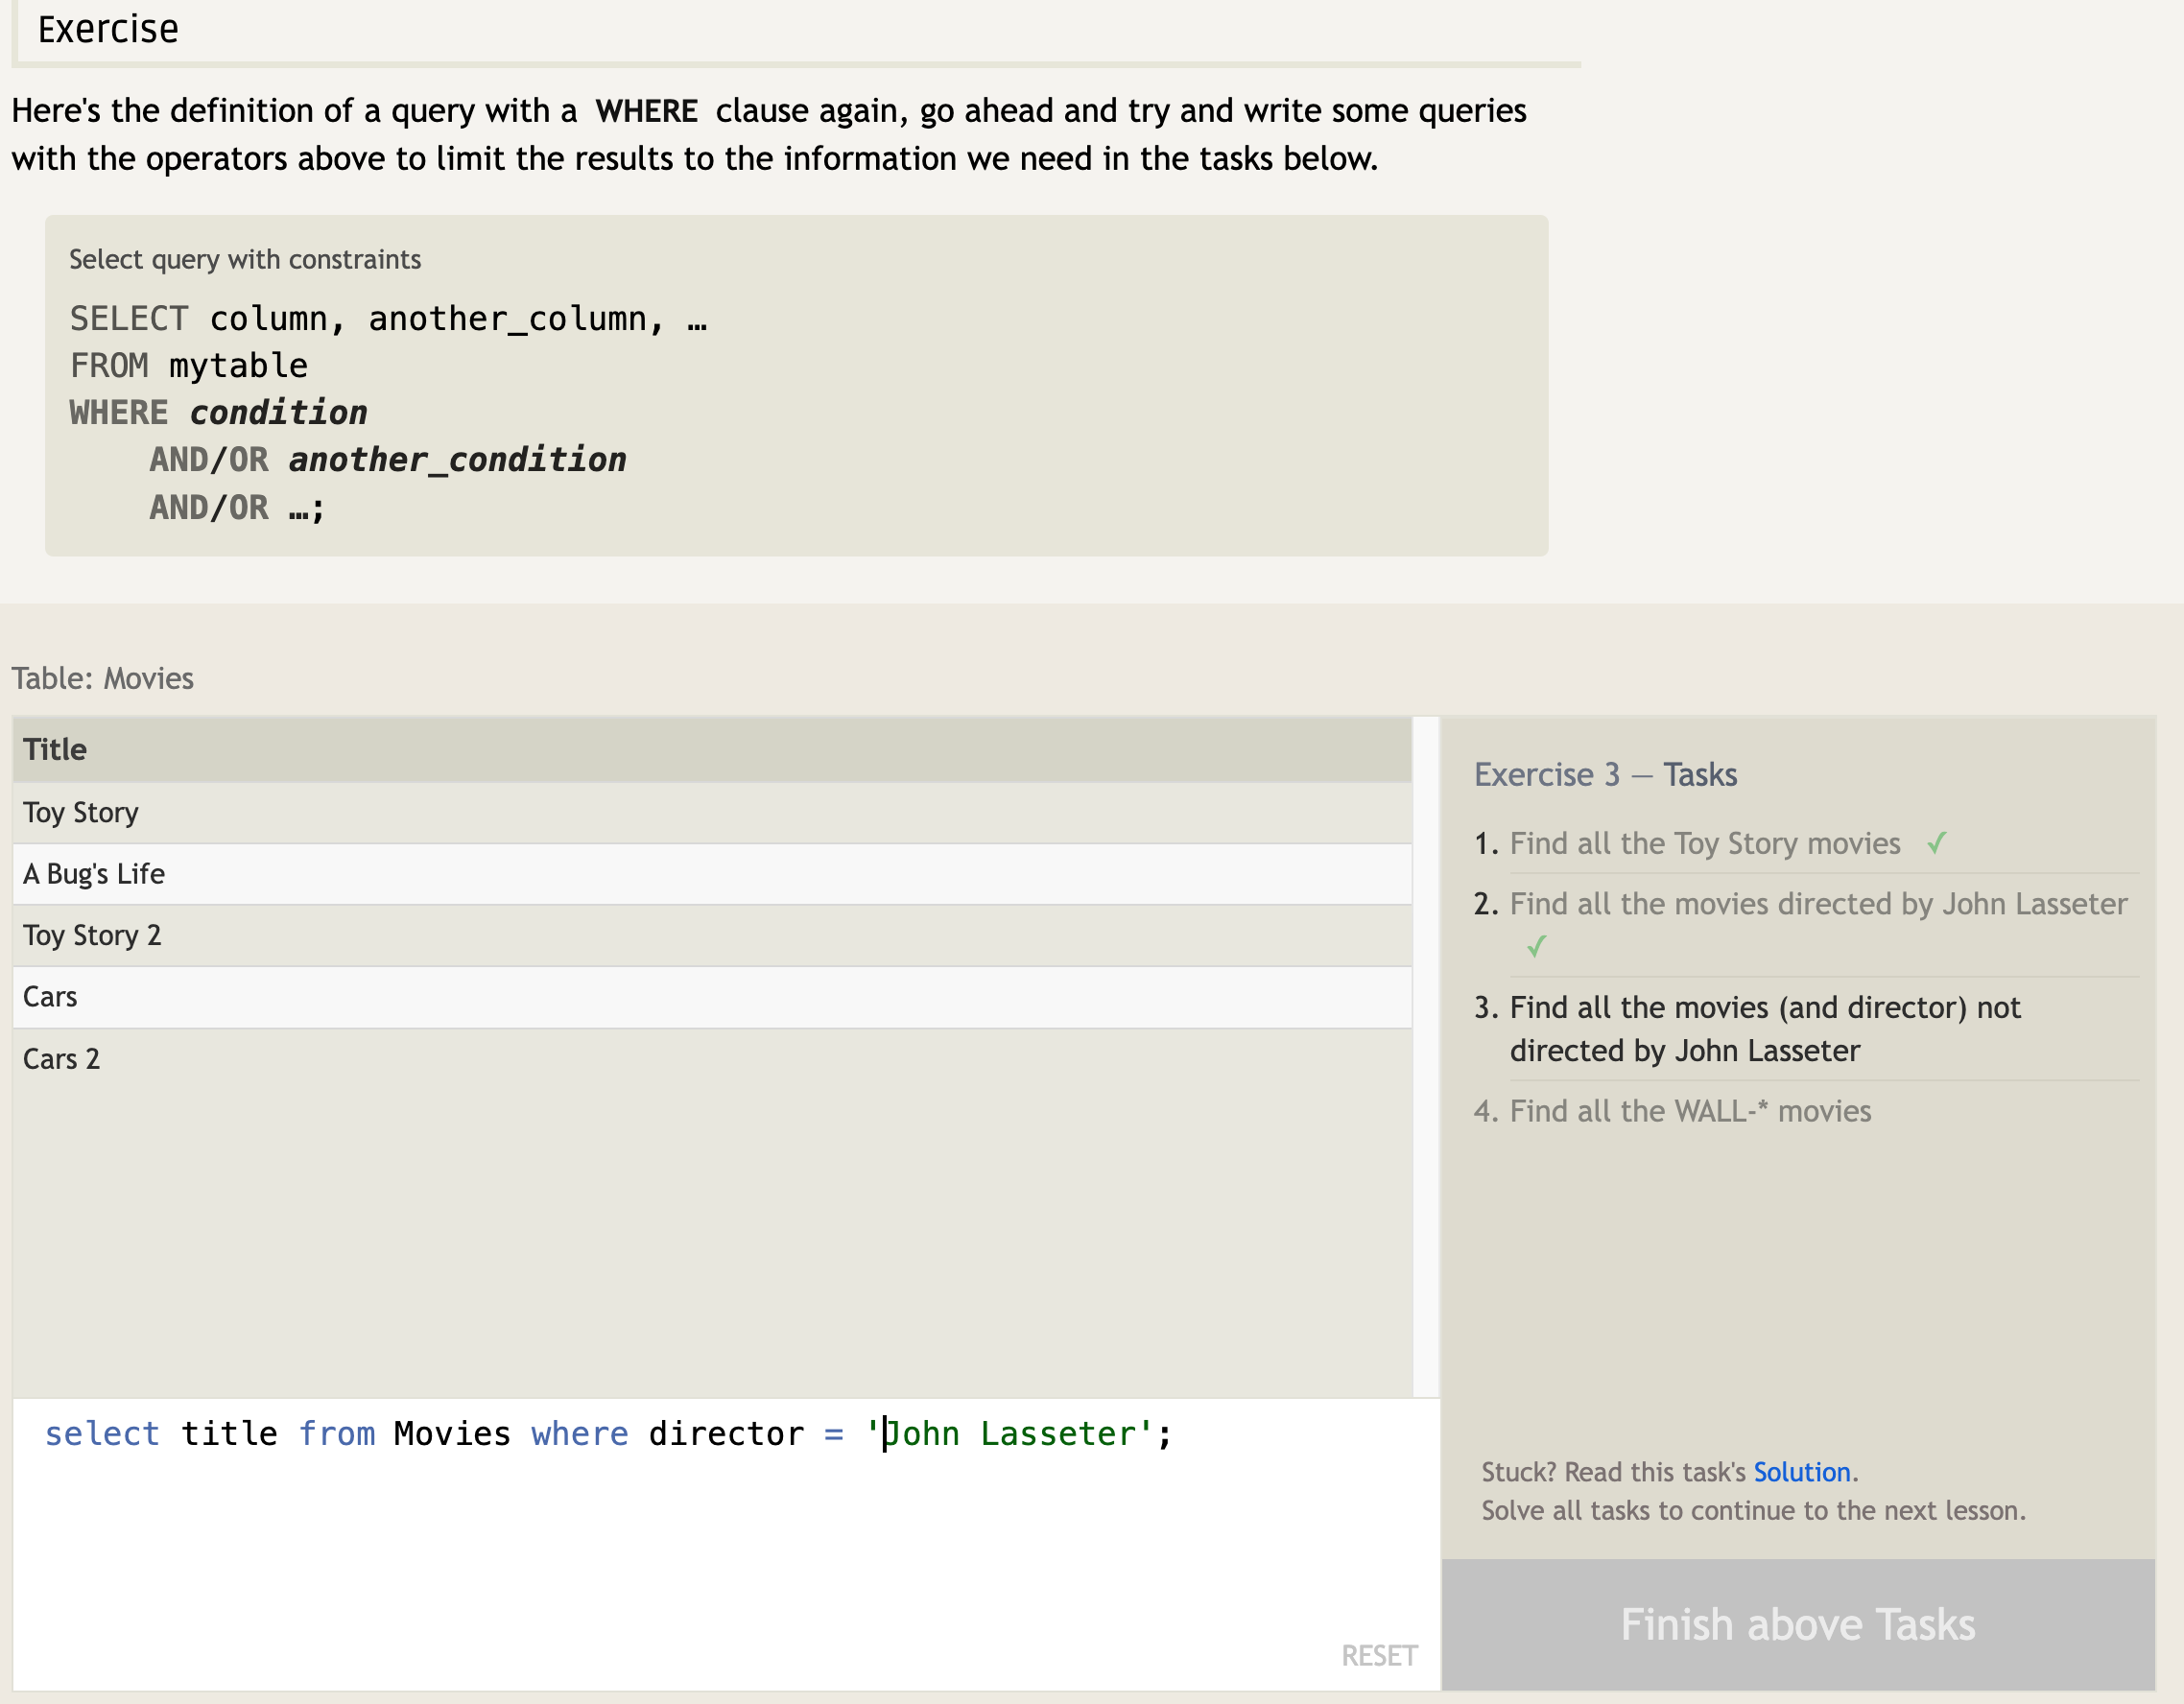 Exercise
Here's the definition of a query with a WHERE clause again, go ahead and try and write some queries
with the operators above to limit the results to the information we need in the tasks below.
Select query with constraints
SELECT column, another_column, …
FROM mytable
WHERE condition
AND/OR another_condition
AND/OR …;
Table: Movies
Title
Toy Story
A Bug's Life
Toy Story 2
Cars
Cars 2
select title from Movies where director = 'John Lasseter';
RESET
Exercise 3 — Tasks
1. Find all the Toy Story movies ✓
2. Find all the movies directed by John Lasseter
✓
3. Find all the movies (and director) not
directed by John Lasseter
4. Find all the WALL-* movies
Stuck? Read this task's Solution.
Solve all tasks to continue to the next lesson.
Finish above Tasks